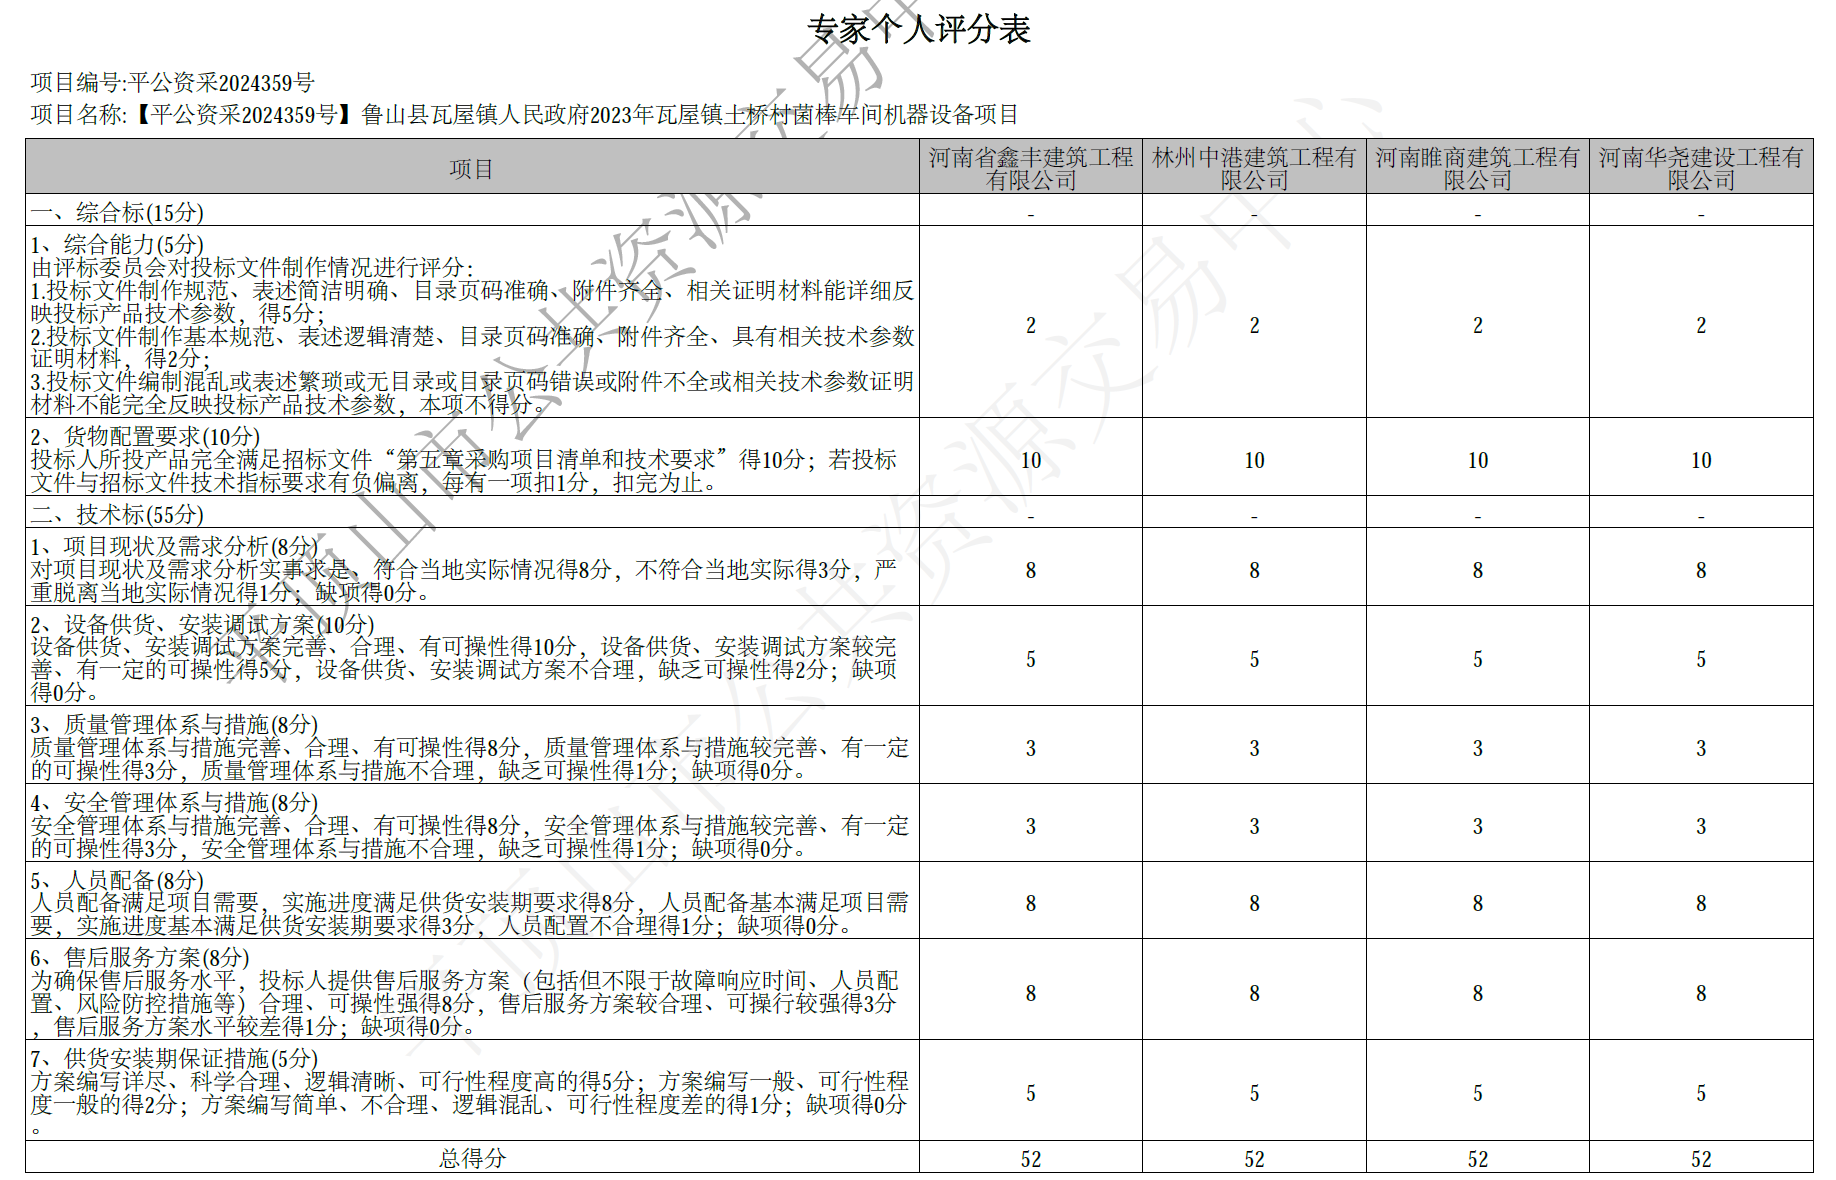 专家个人评分表
项目编号:平公资采2024359号
项目名称:【平公资采2024359号】鲁山县瓦屋镇人民政府2023年瓦屋镇土桥村菌棒车间机器设备项目
项目 河南省鑫丰建筑工程有限公司 林州中港建筑工程有限公司 河南睢商建筑工程有限公司 河南华尧建设工程有限公司
一、综合标(15分) - - - -
1、综合能力(5分)
由评标委员会对投标文件制作情况进行评分:
1.投标文件制作规范、表述简洁明确、目录页码准确、附件齐全、相关证明材料能详细反
映投标产品技术参数，得5分；
2.投标文件制作基本规范、表述逻辑清楚、目录页码准确、附件齐全、具有相关技术参数
证明材料，得2分；
3.投标文件编制混乱或表述繁琐或无目录或目录页码错误或附件不全或相关技术参数证明
材料不能完全反映投标产品技术参数，本项不得分。
2 2 2 2
2、货物配置要求(10分)
投标人所投产品完全满足招标文件“第五章采购项目清单和技术要求”得10分；若投标
文件与招标文件技术指标要求有负偏离，每有一项扣1分，扣完为止。
10 10 10 10
二、技术标(55分) - - - -
1、项目现状及需求分析(8分)
对项目现状及需求分析实事求是、符合当地实际情况得8分，不符合当地实际得3分，严
重脱离当地实际情况得1分；缺项得0分。
8 8 8 8
2、设备供货、安装调试方案(10分)
设备供货、安装调试方案完善、合理、有可操性得10分，设备供货、安装调试方案较完
善、有一定的可操性得5分，设备供货、安装调试方案不合理，缺乏可操性得2分；缺项
得0分。
5 5 5 5
3、质量管理体系与措施(8分)
质量管理体系与措施完善、合理、有可操性得8分，质量管理体系与措施较完善、有一定
的可操性得3分，质量管理体系与措施不合理，缺乏可操性得1分；缺项得0分。
3 3 3 3
4、安全管理体系与措施(8分)
安全管理体系与措施完善、合理、有可操性得8分，安全管理体系与措施较完善、有一定
的可操性得3分，安全管理体系与措施不合理，缺乏可操性得1分；缺项得0分。
3 3 3 3
5、人员配备(8分)
人员配备满足项目需要，实施进度满足供货安装期要求得8分，人员配备基本满足项目需
要，实施进度基本满足供货安装期要求得3分，人员配置不合理得1分；缺项得0分。
8 8 8 8
6、售后服务方案(8分)
为确保售后服务水平，投标人提供售后服务方案（包括但不限于故障响应时间、人员配
置、风险防控措施等）合理、可操性强得8分，售后服务方案较合理、可操行较强得3分
，售后服务方案水平较差得1分；缺项得0分。
8 8 8 8
7、供货安装期保证措施(5分)
方案编写详尽、科学合理、逻辑清晰、可行性程度高的得5分；方案编写一般、可行性程
度一般的得2分；方案编写简单、不合理、逻辑混乱、可行性程度差的得1分；缺项得0分
。
5 5 5 5
总得分 52 52 52 52
平顶山市公共资源交易中心
平顶山市公共资源交易中心